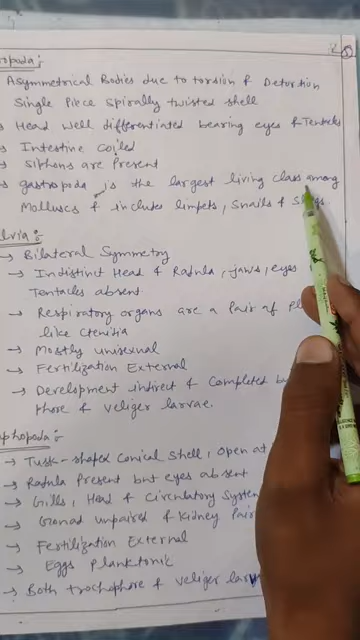 opoda:-
Asymmetrical Bodies due to torsion & Detortion
Single Piece spirally twisted shell
→ Head well differentiated bearing eyes & Tentacles
→ Intestine Coiled
→ Siphons are Present
→ Gastropoda is the largest living class among
Molluscs & includes limpets, Snails & Slugs.
lvia:-
→ Bilateral Symmetry
→ Indistinct Head & Radula, jaws, eyes
Tentacles absent
→ Respiratory organs are a Pair of
like Ctenitia
→ Mostly unisexual
→ Fertilization External
→ Development indirect & Completed by
phore & Veliger larvae.
aphopoda:-
→ Tusk-shaped Conical Shell, open at
→ Radula Present but eyes absent
→ Gills, Head & Circulatory System
→ Gonad unpaired & Kidney Pair
→ Fertilization External
→ Eggs Planktonic
→ Both trochophore & Veliger larv